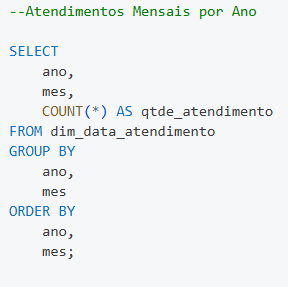 --Atendimentos Mensais por Ano
SELECT
ano,
mes,
COUNT(*) AS qtde_atendimento
FROM dim_data_atendimento
GROUP BY
ano,
mes
ORDER BY
ano,
mes;